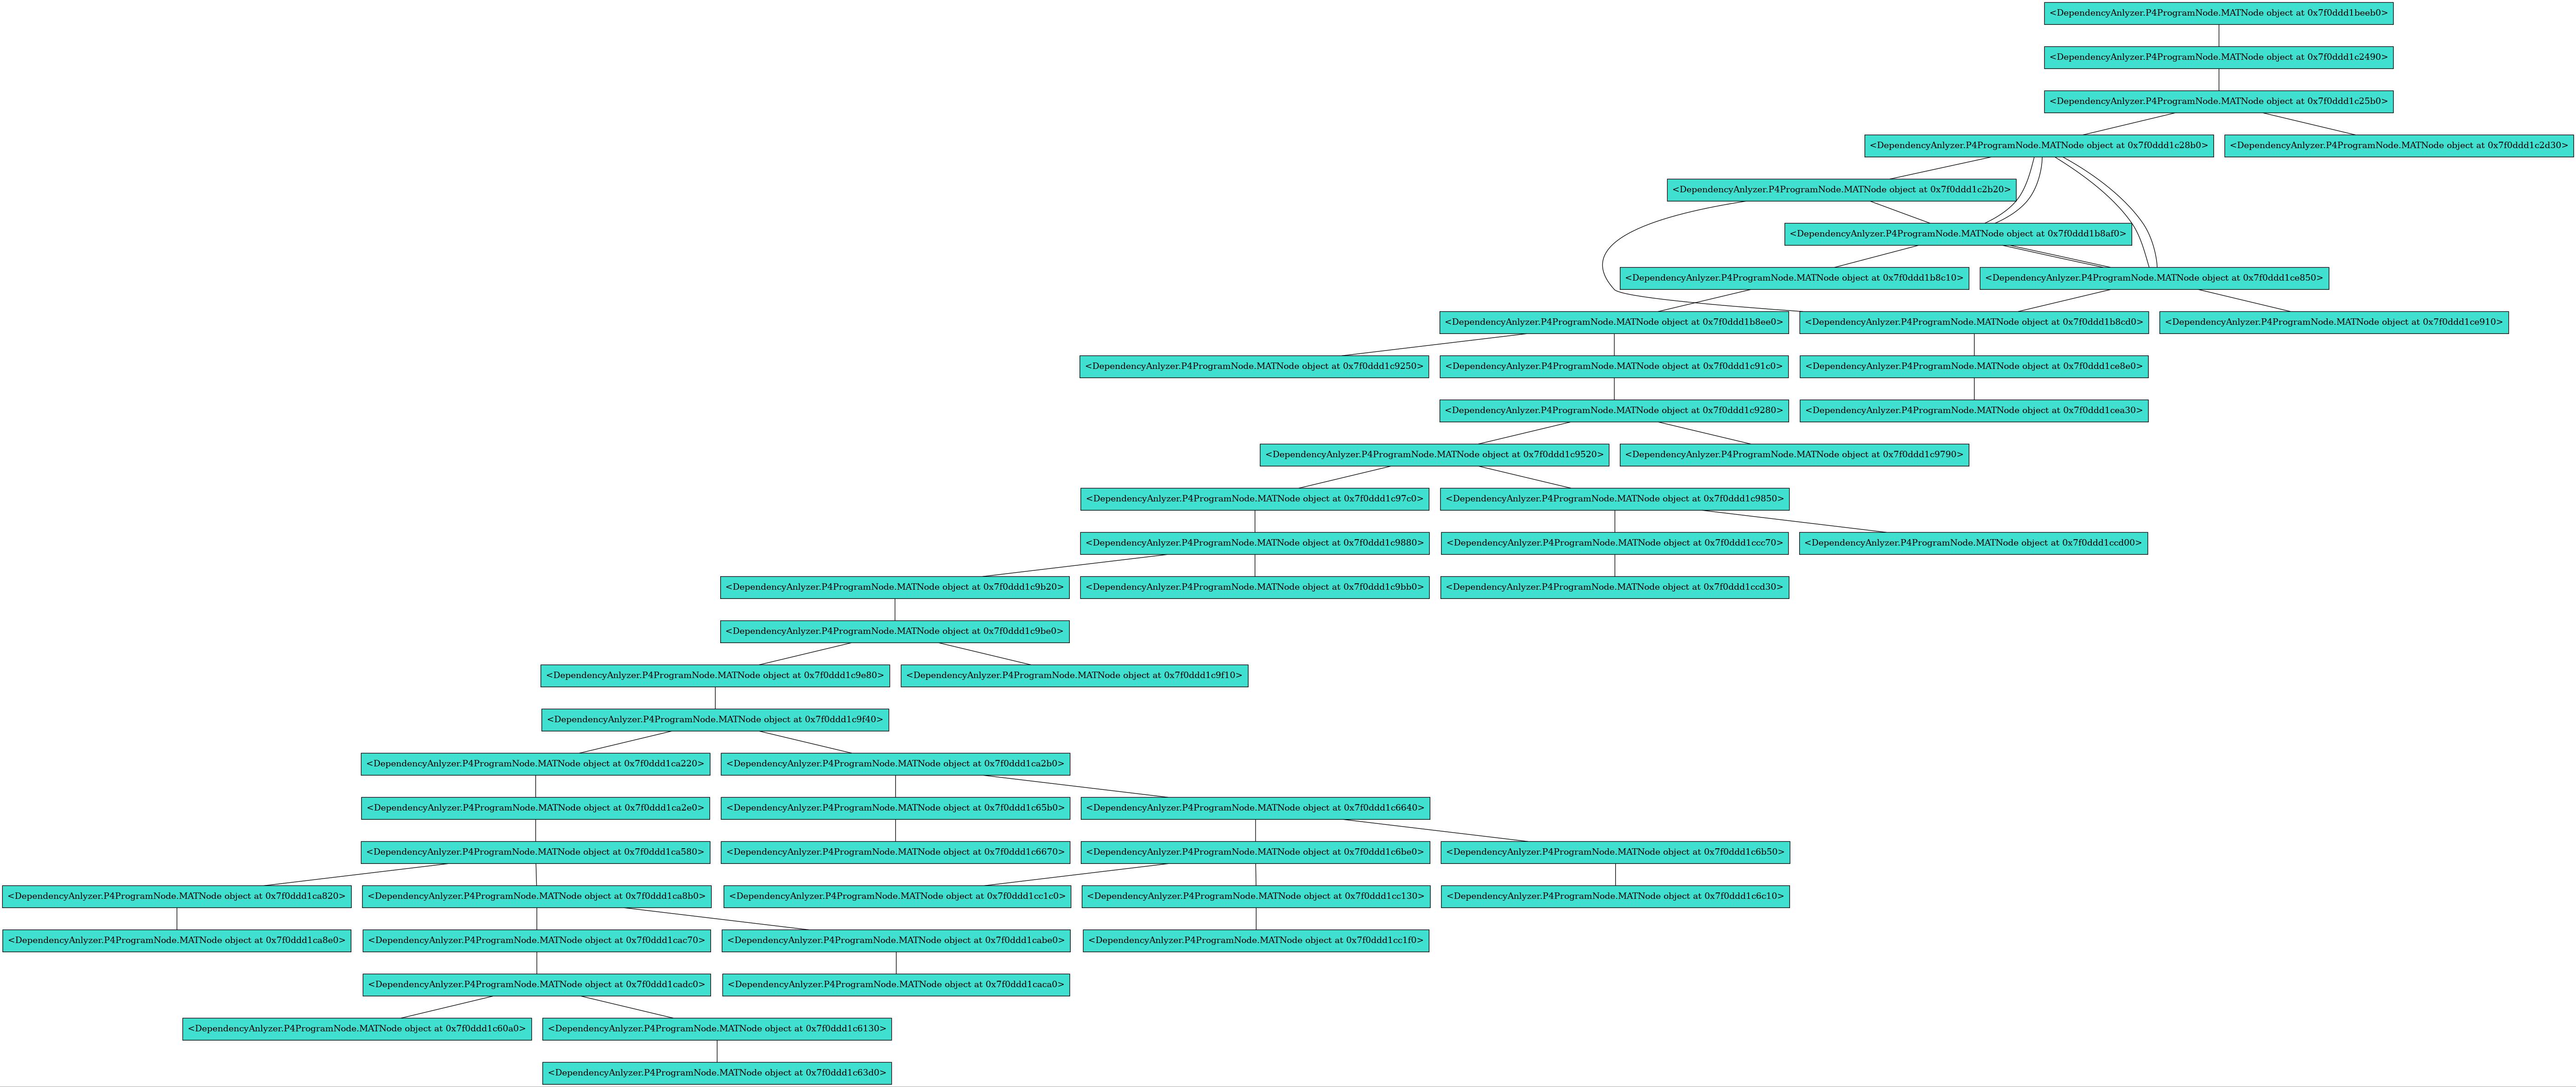 <DependencyAnlyzer.P4ProgramNode.MATNode object at 0x7f0ddd1beeb0>
<DependencyAnlyzer.P4ProgramNode.MATNode object at 0x7f0ddd1c2490>
<DependencyAnlyzer.P4ProgramNode.MATNode object at 0x7f0ddd1c25b0>
<DependencyAnlyzer.P4ProgramNode.MATNode object at 0x7f0ddd1c28b0>
<DependencyAnlyzer.P4ProgramNode.MATNode object at 0x7f0ddd1c2d30>
<DependencyAnlyzer.P4ProgramNode.MATNode object at 0x7f0ddd1c2b20>
<DependencyAnlyzer.P4ProgramNode.MATNode object at 0x7f0ddd1b8af0>
<DependencyAnlyzer.P4ProgramNode.MATNode object at 0x7f0ddd1b8c10>
<DependencyAnlyzer.P4ProgramNode.MATNode object at 0x7f0ddd1ce850>
<DependencyAnlyzer.P4ProgramNode.MATNode object at 0x7f0ddd1b8ee0>
<DependencyAnlyzer.P4ProgramNode.MATNode object at 0x7f0ddd1b8cd0>
<DependencyAnlyzer.P4ProgramNode.MATNode object at 0x7f0ddd1ce910>
<DependencyAnlyzer.P4ProgramNode.MATNode object at 0x7f0ddd1c9250>
<DependencyAnlyzer.P4ProgramNode.MATNode object at 0x7f0ddd1c91c0>
<DependencyAnlyzer.P4ProgramNode.MATNode object at 0x7f0ddd1ce8e0>
<DependencyAnlyzer.P4ProgramNode.MATNode object at 0x7f0ddd1c9280>
<DependencyAnlyzer.P4ProgramNode.MATNode object at 0x7f0ddd1cea30>
<DependencyAnlyzer.P4ProgramNode.MATNode object at 0x7f0ddd1c9520>
<DependencyAnlyzer.P4ProgramNode.MATNode object at 0x7f0ddd1c9790>
<DependencyAnlyzer.P4ProgramNode.MATNode object at 0x7f0ddd1c97c0>
<DependencyAnlyzer.P4ProgramNode.MATNode object at 0x7f0ddd1c9850>
<DependencyAnlyzer.P4ProgramNode.MATNode object at 0x7f0ddd1c9880>
<DependencyAnlyzer.P4ProgramNode.MATNode object at 0x7f0ddd1ccc70>
<DependencyAnlyzer.P4ProgramNode.MATNode object at 0x7f0ddd1ccd00>
<DependencyAnlyzer.P4ProgramNode.MATNode object at 0x7f0ddd1c9b20>
<DependencyAnlyzer.P4ProgramNode.MATNode object at 0x7f0ddd1c9bb0>
<DependencyAnlyzer.P4ProgramNode.MATNode object at 0x7f0ddd1ccd30>
<DependencyAnlyzer.P4ProgramNode.MATNode object at 0x7f0ddd1c9be0>
<DependencyAnlyzer.P4ProgramNode.MATNode object at 0x7f0ddd1c9e80>
<DependencyAnlyzer.P4ProgramNode.MATNode object at 0x7f0ddd1c9f10>
<DependencyAnlyzer.P4ProgramNode.MATNode object at 0x7f0ddd1c9f40>
<DependencyAnlyzer.P4ProgramNode.MATNode object at 0x7f0ddd1ca220>
<DependencyAnlyzer.P4ProgramNode.MATNode object at 0x7f0ddd1ca2b0>
<DependencyAnlyzer.P4ProgramNode.MATNode object at 0x7f0ddd1ca2e0>
<DependencyAnlyzer.P4ProgramNode.MATNode object at 0x7f0ddd1c65b0>
<DependencyAnlyzer.P4ProgramNode.MATNode object at 0x7f0ddd1c6640>
<DependencyAnlyzer.P4ProgramNode.MATNode object at 0x7f0ddd1ca580>
<DependencyAnlyzer.P4ProgramNode.MATNode object at 0x7f0ddd1c6670>
<DependencyAnlyzer.P4ProgramNode.MATNode object at 0x7f0ddd1c6be0>
<DependencyAnlyzer.P4ProgramNode.MATNode object at 0x7f0ddd1c6b50>
<DependencyAnlyzer.P4ProgramNode.MATNode object at 0x7f0ddd1ca820>
<DependencyAnlyzer.P4ProgramNode.MATNode object at 0x7f0ddd1ca8b0>
<DependencyAnlyzer.P4ProgramNode.MATNode object at 0x7f0ddd1cc1c0>
<DependencyAnlyzer.P4ProgramNode.MATNode object at 0x7f0ddd1cc130>
<DependencyAnlyzer.P4ProgramNode.MATNode object at 0x7f0ddd1c6c10>
<DependencyAnlyzer.P4ProgramNode.MATNode object at 0x7f0ddd1ca8e0>
<DependencyAnlyzer.P4ProgramNode.MATNode object at 0x7f0ddd1cac70>
<DependencyAnlyzer.P4ProgramNode.MATNode object at 0x7f0ddd1cabe0>
<DependencyAnlyzer.P4ProgramNode.MATNode object at 0x7f0ddd1cc1f0>
<DependencyAnlyzer.P4ProgramNode.MATNode object at 0x7f0ddd1cadc0>
<DependencyAnlyzer.P4ProgramNode.MATNode object at 0x7f0ddd1caca0>
<DependencyAnlyzer.P4ProgramNode.MATNode object at 0x7f0ddd1c60a0>
<DependencyAnlyzer.P4ProgramNode.MATNode object at 0x7f0ddd1c6130>
<DependencyAnlyzer.P4ProgramNode.MATNode object at 0x7f0ddd1c63d0>